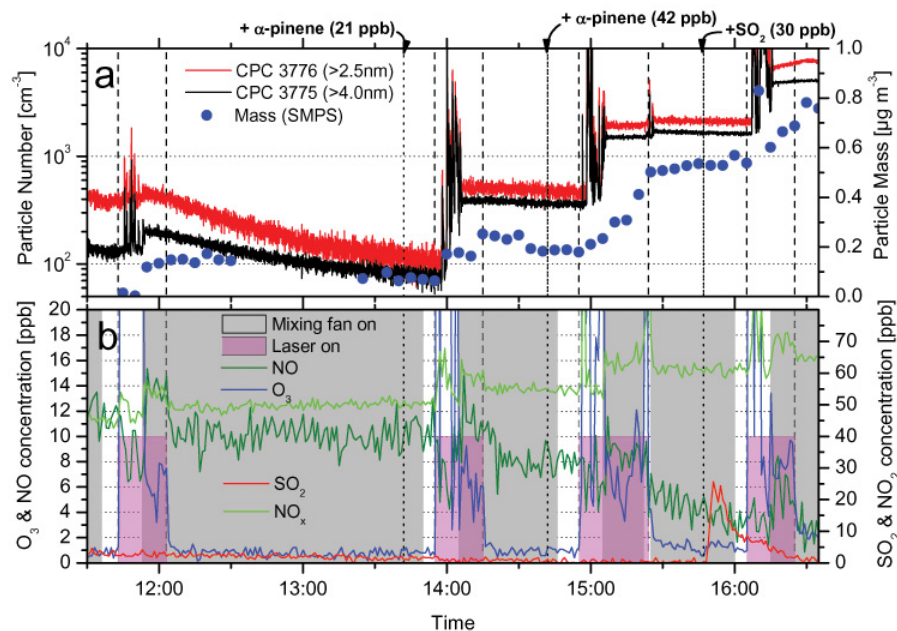 + α-pinene (21 ppb)
+ α-pinene (42 ppb)
+SO2 (30 ppb)
a
CPC 3776 (>2.5nm)
CPC 3775 (>4.0nm)
Mass (SMPS)
Particle Number [cm-3]
10^4
10^3
10^2
Particle Mass [µg m-3]
1.0
0.8
0.6
0.4
0.2
0.0
b
Mixing fan on
Laser on
NO
O3
SO2
NOx
O3 & NO concentration [ppb]
20
18
16
14
12
10
8
6
4
2
0
SO2 & NO2 concentration [ppb]
70
60
50
40
30
20
10
0
12:00 13:00 14:00 15:00 16:00
Time